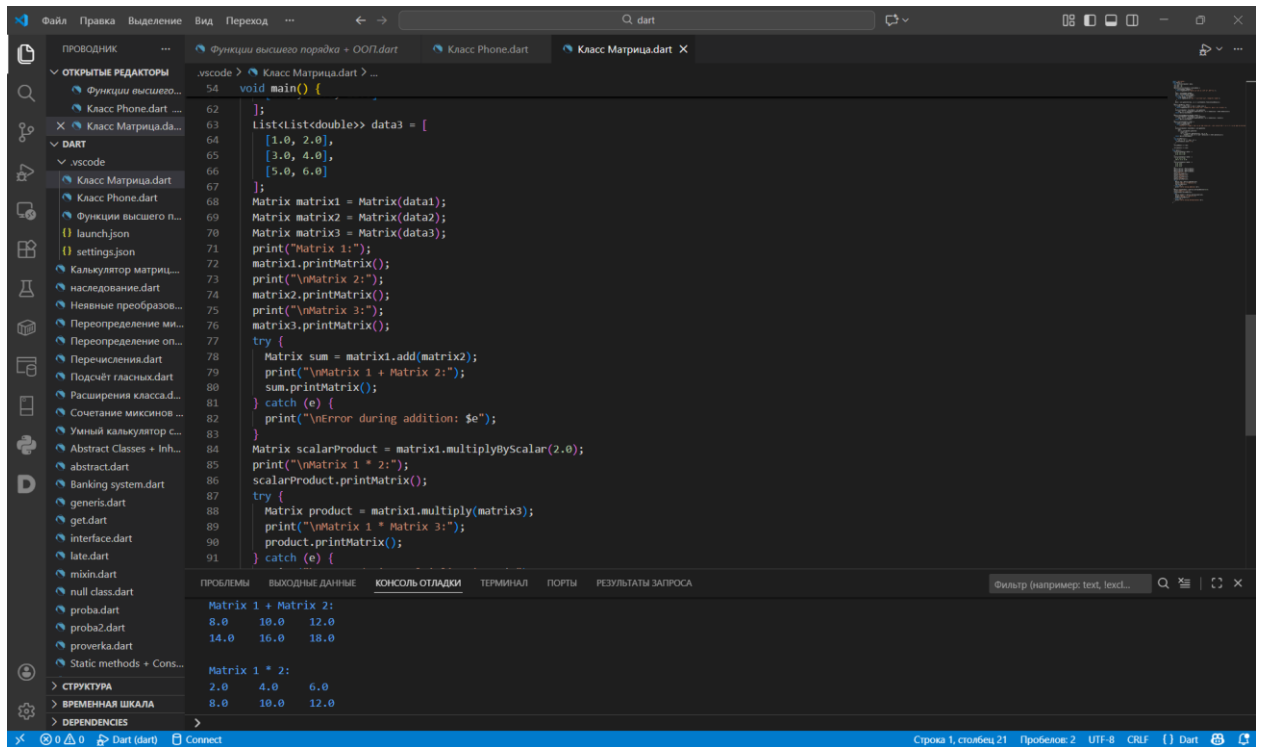 Файл Правка Выделение Вид Переход ··· dart
ПРОВОДНИК ···
ОТКРЫТЫЕ РЕДАКТОРЫ
Функции высшего...
Класс Phone.dart ...
Класс Матрица.da...
DART
.vscode
Класс Матрица.dart
Класс Phone.dart
Функции высшего п...
launch.json
settings.json
Калькулятор матриц....
наследование.dart
Неявные преобразов...
Переопределение ми...
Переопределение оп...
Перечисления.dart
Подсчёт гласных.dart
Расширения класса.d...
Сочетание миксинов ...
Умный калькулятор с...
Abstract Classes + Inh...
abstract.dart
Banking system.dart
generis.dart
get.dart
interface.dart
late.dart
mixin.dart
null class.dart
proba.dart
proba2.dart
proverka.dart
Static methods + Cons...
СТРУКТУРА
ВРЕМЕННАЯ ШКАЛА
DEPENDENCIES
Функции высшего порядка + ООП.dart Класс Phone.dart Класс Матрица.dart
.vscode > Класс Матрица.dart > ...
54 void main() {
62 ];
63 List<List<double>> data3 = [
64 [1.0, 2.0],
65 [3.0, 4.0],
66 [5.0, 6.0]
67 ];
68 Matrix matrix1 = Matrix(data1);
69 Matrix matrix2 = Matrix(data2);
70 Matrix matrix3 = Matrix(data3);
71 print("Matrix 1:");
72 matrix1.printMatrix();
73 print("\nMatrix 2:");
74 matrix2.printMatrix();
75 print("\nMatrix 3:");
76 matrix3.printMatrix();
77 try {
78 Matrix sum = matrix1.add(matrix2);
79 print("\nMatrix 1 + Matrix 2:");
80 sum.printMatrix();
81 } catch (e) {
82 print("\nError during addition: $e");
83 }
84 Matrix scalarProduct = matrix1.multiplyByScalar(2.0);
85 print("\nMatrix 1 * 2:");
86 scalarProduct.printMatrix();
87 try {
88 Matrix product = matrix1.multiply(matrix3);
89 print("\nMatrix 1 * Matrix 3:");
90 product.printMatrix();
91 } catch (e) {
ПРОБЛЕМЫ ВЫХОДНЫЕ ДАННЫЕ КОНСОЛЬ ОТЛАДКИ ТЕРМИНАЛ ПОРТЫ РЕЗУЛЬТАТЫ ЗАПРОСА Фильтр (например: text, !excl...
Matrix 1 + Matrix 2:
8.0 10.0 12.0
14.0 16.0 18.0
Matrix 1 * 2:
2.0 4.0 6.0
8.0 10.0 12.0
>
0 0 Dart (dart) Connect Строка 1, столбец 21 Пробелов: 2 UTF-8 CRLF {} Dart